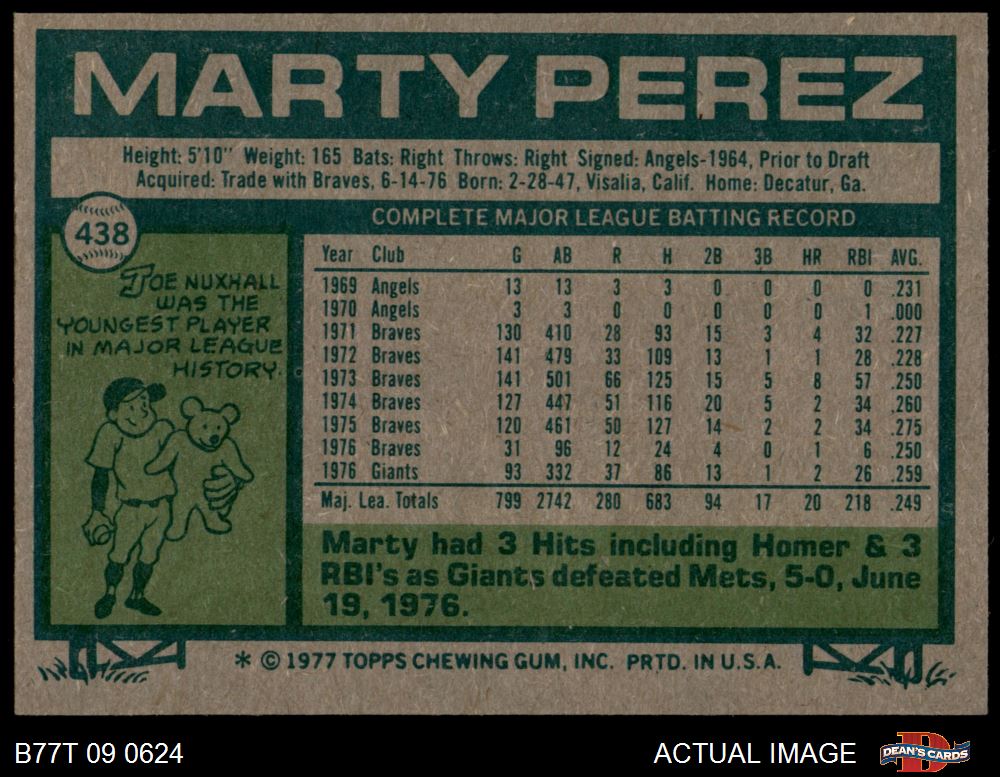 MARTY PEREZ
Height: 5'10" Weight: 165 Bats: Right Throws: Right Signed: Angels-1964, Prior to Draft
Acquired: Trade with Braves, 6-14-76 Born: 2-28-47, Visalia, Calif. Home: Decatur, Ga.
438
JOE NUXHALL
WAS THE
YOUNGEST PLAYER
IN MAJOR LEAGUE
HISTORY.
COMPLETE MAJOR LEAGUE BATTING RECORD
Year Club G AB R H 2B 3B HR RBI AVG.
1969 Angels 13 13 3 3 0 0 0 0 .231
1970 Angels 3 3 0 0 0 0 0 1 .000
1971 Braves 130 410 28 93 15 3 4 32 .227
1972 Braves 141 479 33 109 13 1 1 28 .228
1973 Braves 141 501 66 125 15 5 8 57 .250
1974 Braves 127 447 51 116 20 5 2 34 .260
1975 Braves 120 461 50 127 14 2 2 34 .275
1976 Braves 31 96 12 24 4 0 1 6 .250
1976 Giants 93 332 37 86 13 1 2 26 .259
Maj. Lea. Totals 799 2742 280 683 94 17 20 218 .249
Marty had 3 Hits including Homer & 3
RBI's as Giants defeated Mets, 5-0, June
19, 1976.
* © 1977 TOPPS CHEWING GUM, INC. PRTD. IN U.S.A.
B77T 09 0624
ACTUAL IMAGE
DEAN'S CARDS